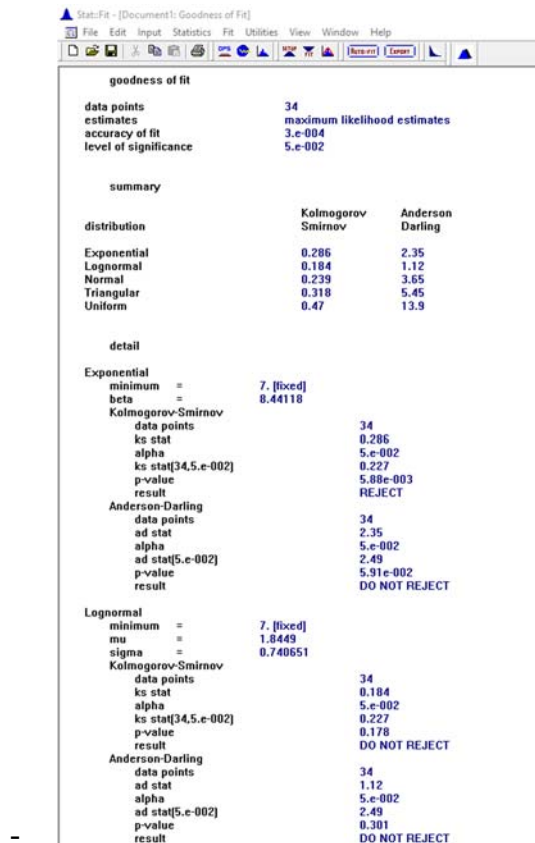 Stat::Fit - [Document1: Goodness of Fit]
File Edit Input Statistics Fit Utilities View Window Help
AUTO::FIT EXPORT
goodness of fit
data points 34
estimates maximum likelihood estimates
accuracy of fit 3.e-004
level of significance 5.e-002
summary
Kolmogorov Anderson
distribution Smirnov Darling
Exponential 0.286 2.35
Lognormal 0.184 1.12
Normal 0.239 3.65
Triangular 0.318 5.45
Uniform 0.47 13.9
detail
Exponential
minimum = 7. [fixed]
beta = 8.44118
Kolmogorov-Smirnov
data points 34
ks stat 0.286
alpha 5.e-002
ks stat(34,5.e-002) 0.227
p-value 5.88e-003
result REJECT
Anderson-Darling
data points 34
ad stat 2.35
alpha 5.e-002
ad stat(5.e-002) 2.49
p-value 5.91e-002
result DO NOT REJECT
Lognormal
minimum = 7. [fixed]
mu = 1.8449
sigma = 0.740651
Kolmogorov-Smirnov
data points 34
ks stat 0.184
alpha 5.e-002
ks stat(34,5.e-002) 0.227
p-value 0.178
result DO NOT REJECT
Anderson-Darling
data points 34
ad stat 1.12
alpha 5.e-002
ad stat(5.e-002) 2.49
p-value 0.301
- result DO NOT REJECT